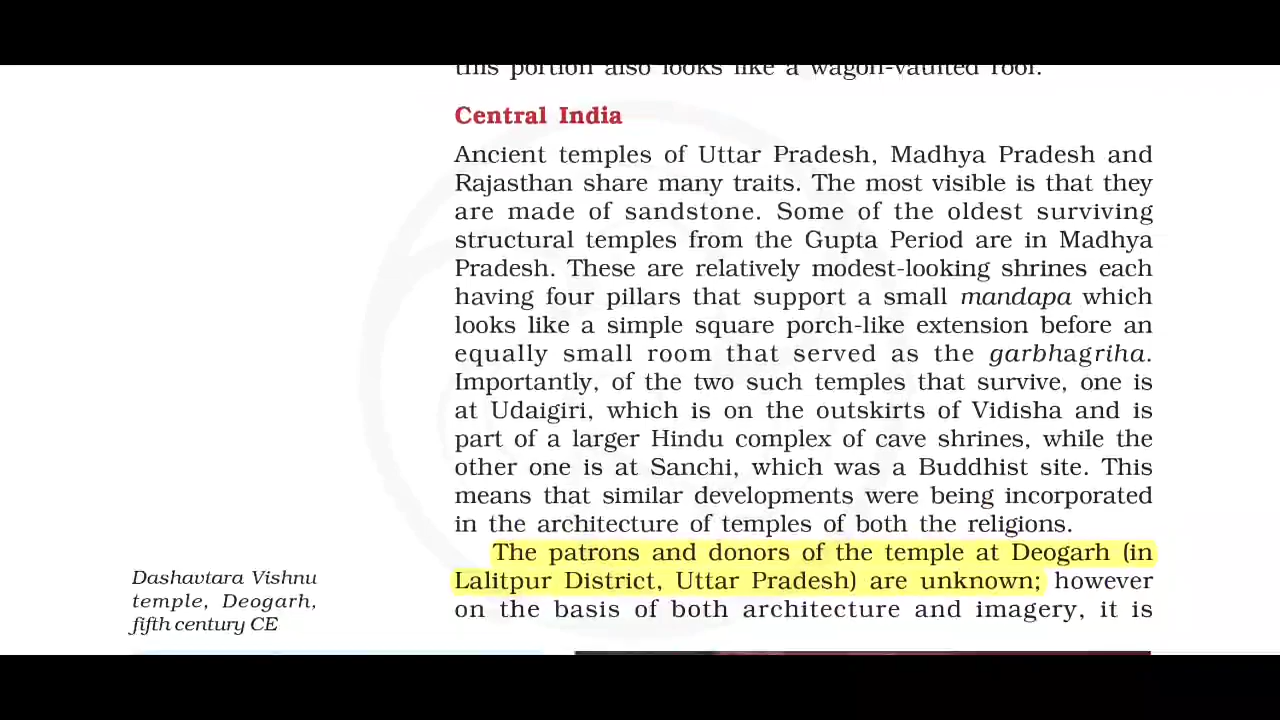 this portion also looks like a wagon-vaulted roof.
Central India
Ancient temples of Uttar Pradesh, Madhya Pradesh and
Rajasthan share many traits. The most visible is that they
are made of sandstone. Some of the oldest surviving
structural temples from the Gupta Period are in Madhya
Pradesh. These are relatively modest-looking shrines each
having four pillars that support a small mandapa which
looks like a simple square porch-like extension before an
equally small room that served as the garbhagriha.
Importantly, of the two such temples that survive, one is
at Udaigiri, which is on the outskirts of Vidisha and is
part of a larger Hindu complex of cave shrines, while the
other one is at Sanchi, which was a Buddhist site. This
means that similar developments were being incorporated
in the architecture of temples of both the religions.
The patrons and donors of the temple at Deogarh (in
Lalitpur District, Uttar Pradesh) are unknown; however
on the basis of both architecture and imagery, it is
Dashavtara Vishnu
temple, Deogarh,
fifth century CE